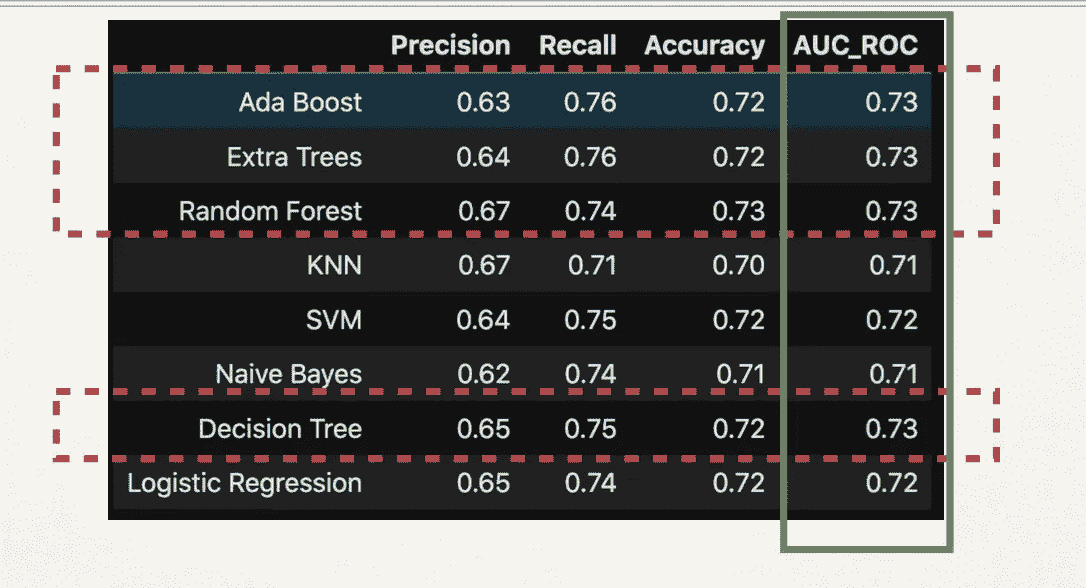 Precision Recall Accuracy AUC_ROC
Ada Boost 0.63 0.76 0.72 0.73
Extra Trees 0.64 0.76 0.72 0.73
Random Forest 0.67 0.74 0.73 0.73
KNN 0.67 0.71 0.70 0.71
SVM 0.64 0.75 0.72 0.72
Naive Bayes 0.62 0.74 0.71 0.71
Decision Tree 0.65 0.75 0.72 0.73
Logistic Regression 0.65 0.74 0.72 0.72